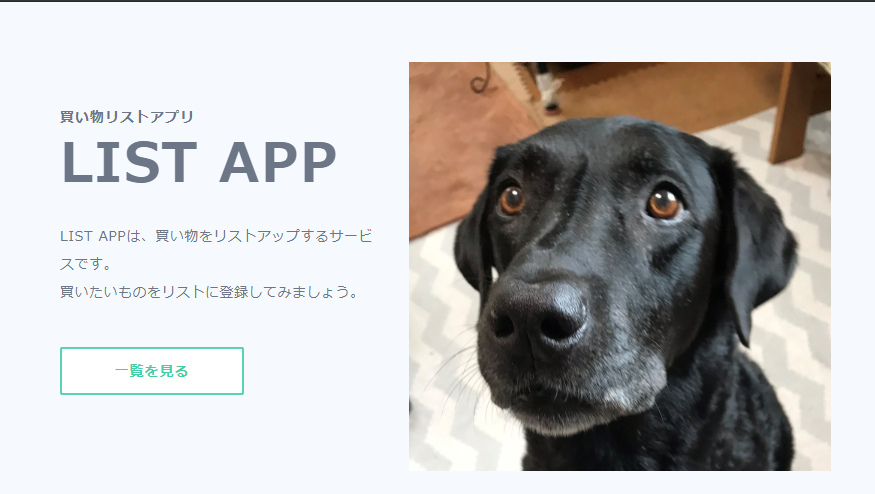 買い物リストアプリ
LIST APP
LIST APPは、買い物をリストアップするサービ
スです。
買いたいものをリストに登録してみましょう。
一覧を見る